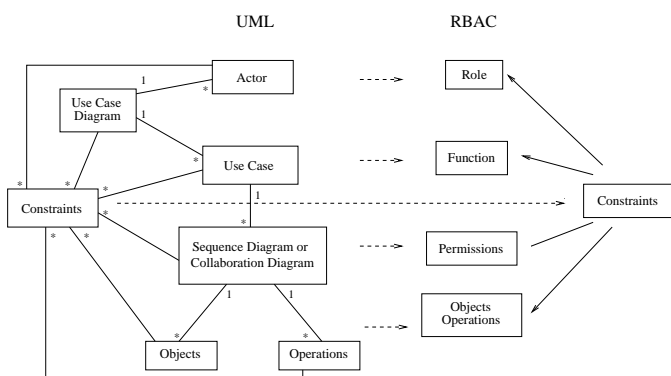 UML
RBAC
1
Actor
*
Role
Use Case
Diagram
1
*
Use Case
Function
*
*
*
1
Constraints
*
*
*
*
Constraints
Sequence Diagram or
Collaboration Diagram
Permissions
1
1
Objects
Operations
*
*
Objects
Operations